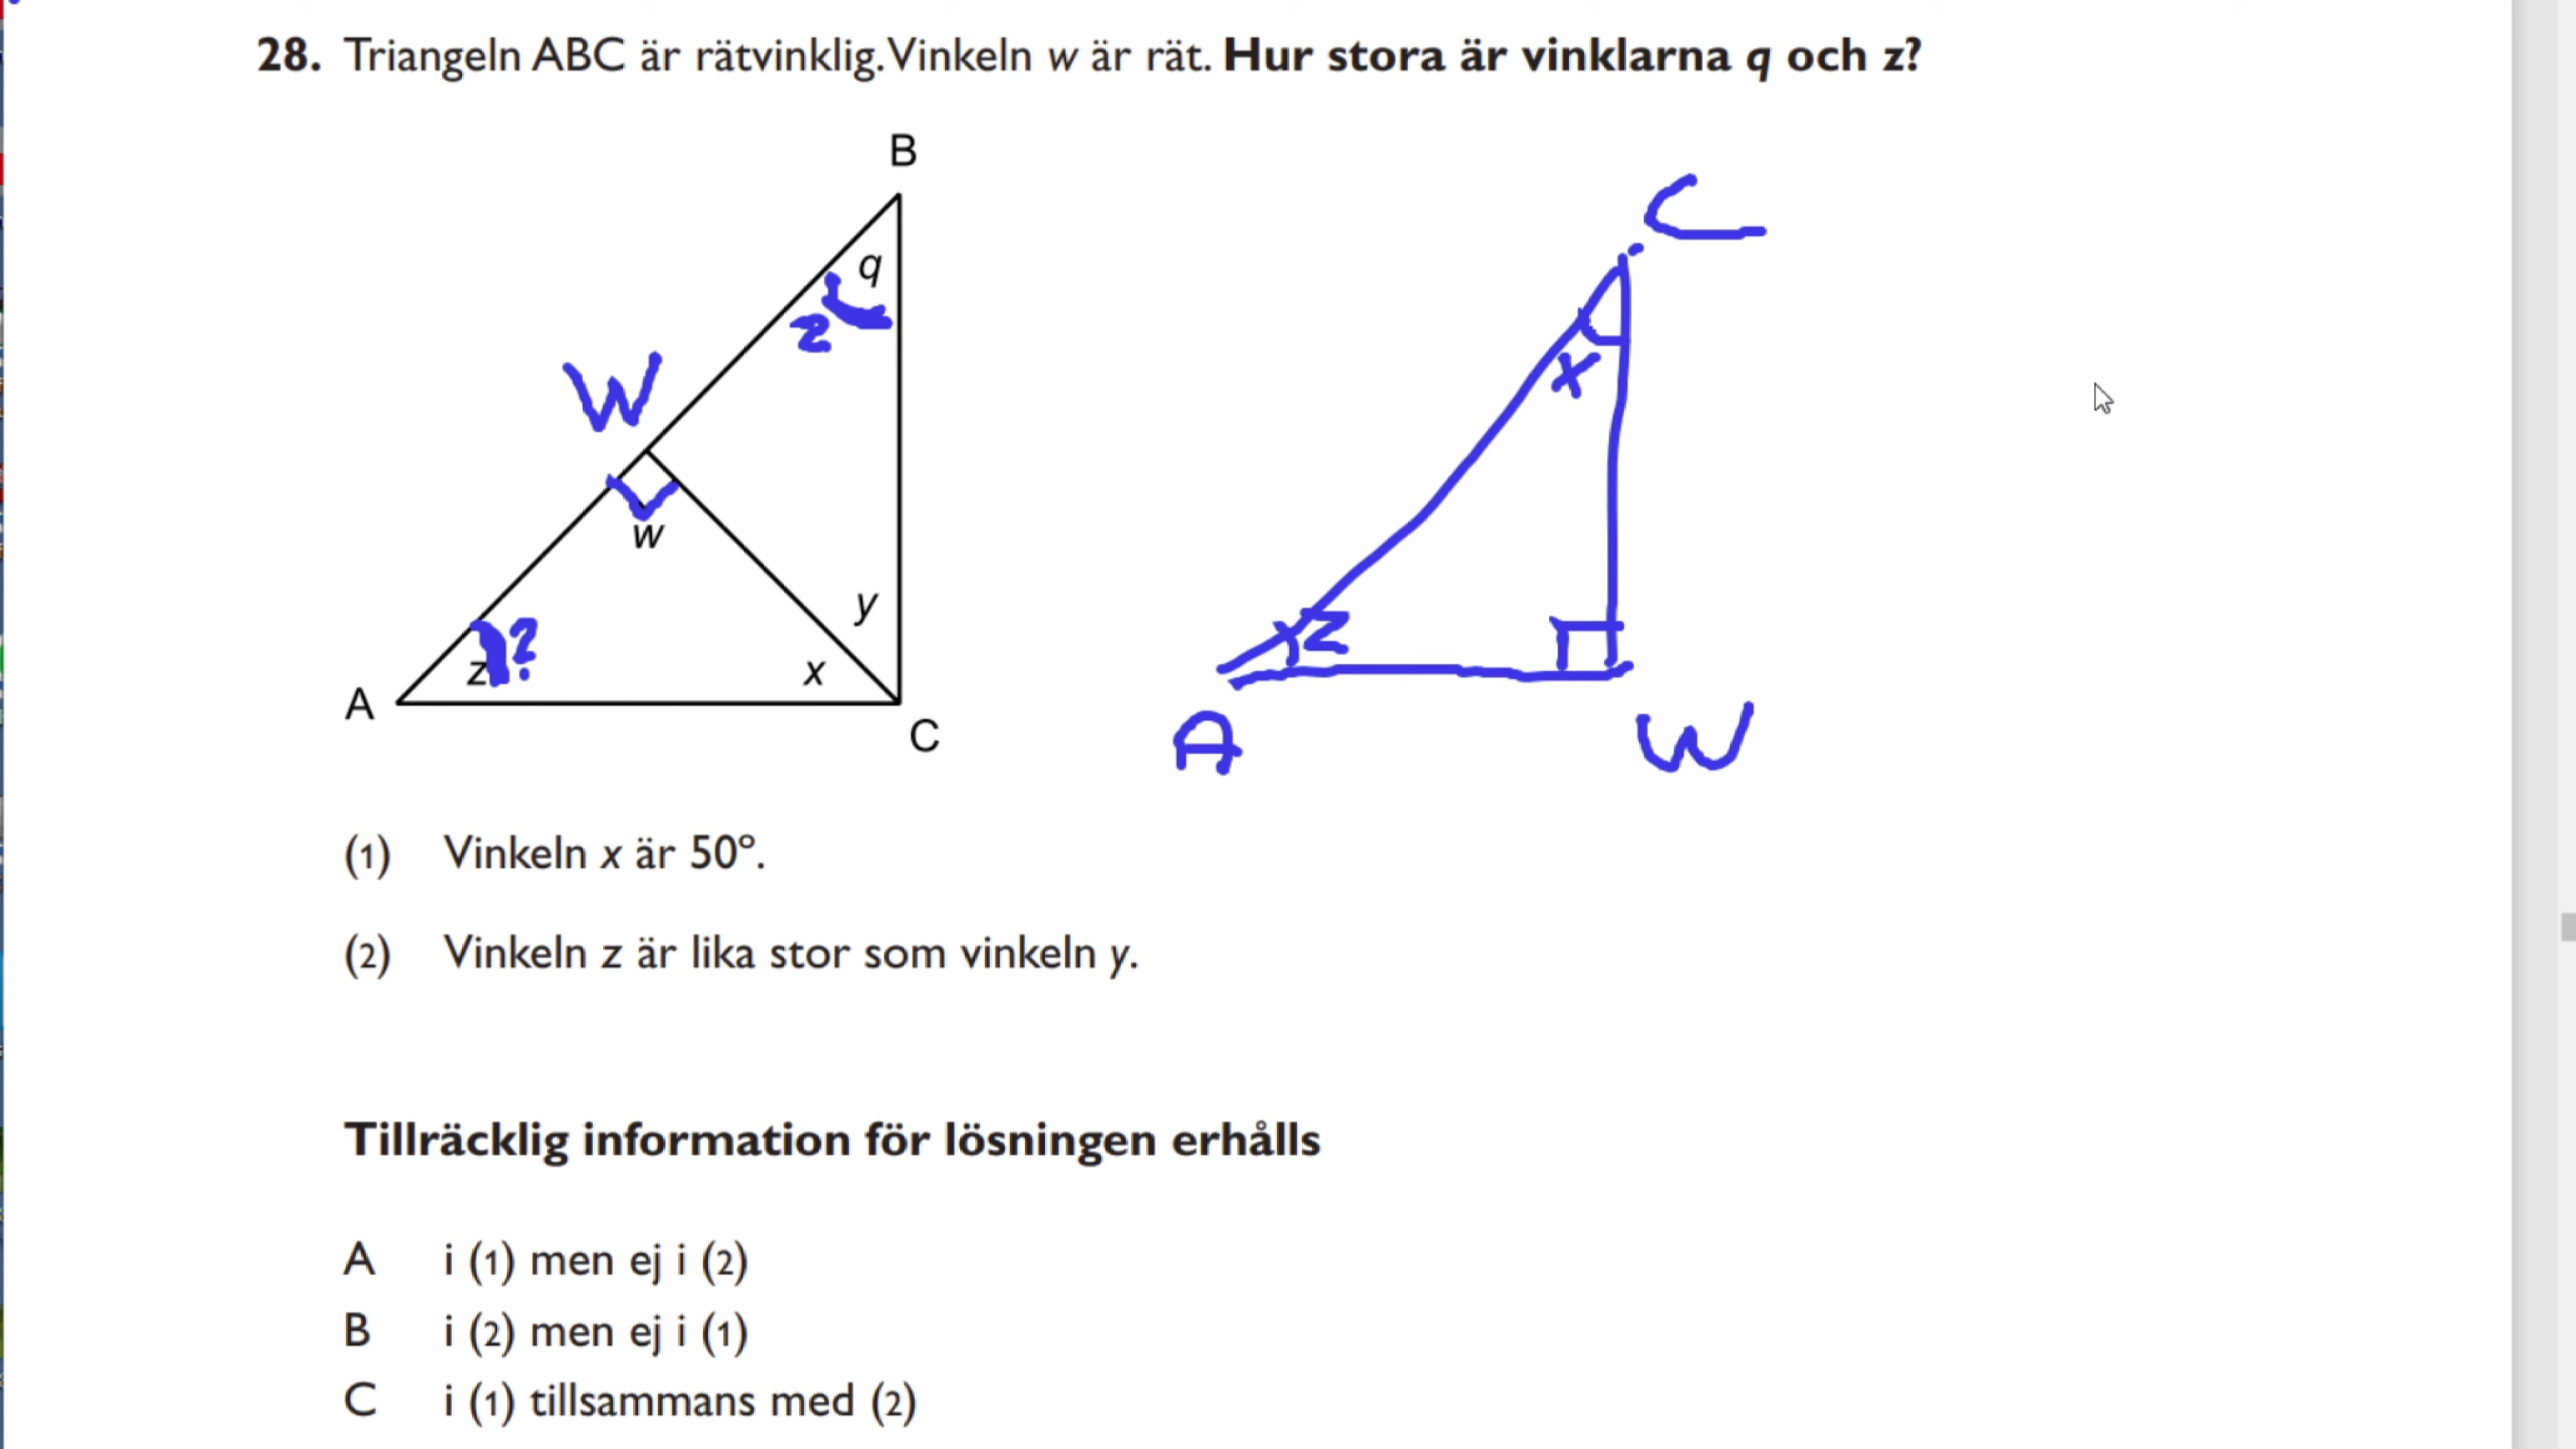 28. Triangeln ABC är rätvinklig. Vinkeln w är rät. Hur stora är vinklarna q och z?
B
C
q
?
x
W
w
y
z
?
z
x
A
C
A
W
(1) Vinkeln x är 50º.
(2) Vinkeln z är lika stor som vinkeln y.
Tillräcklig information för lösningen erhålls
A i (1) men ej i (2)
B i (2) men ej i (1)
C i (1) tillsammans med (2)